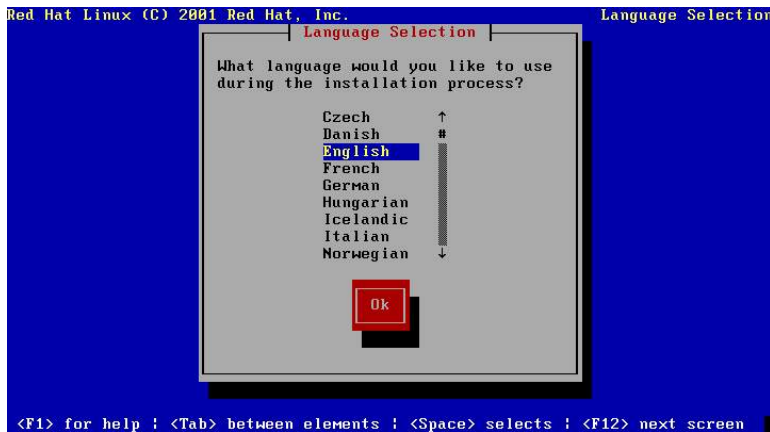 Red Hat Linux (C) 2001 Red Hat, Inc. Language Selection
Language Selection
What language would you like to use
during the installation process?
Czech ↑
Danish #
English
French
German
Hungarian
Icelandic
Italian
Norwegian ↓
Ok
<F1> for help ¦ <Tab> between elements ¦ <Space> selects ¦ <F12> next screen